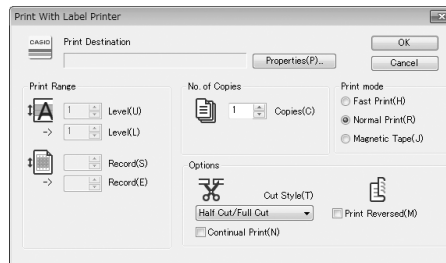 Print With Label Printer
CASIO Print Destination
Properties(P)..
OK
Cancel
Print Range
A 1 Level(U)
-> 1 Level(L)
Record(S)
-> Record(E)
No. of Copies
1 Copies(C)
Print mode
Fast Print(H)
Normal Print(R)
Magnetic Tape(J)
Options
Cut Style(T)
Half Cut/Full Cut
Print Reversed(M)
Continual Print(N)